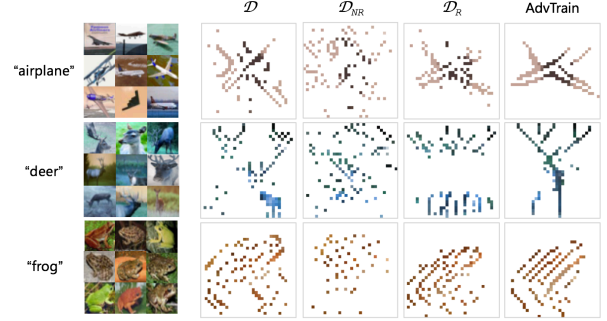 𝒟 𝒟_NR 𝒟_R AdvTrain
“airplane”
“deer”
“frog”